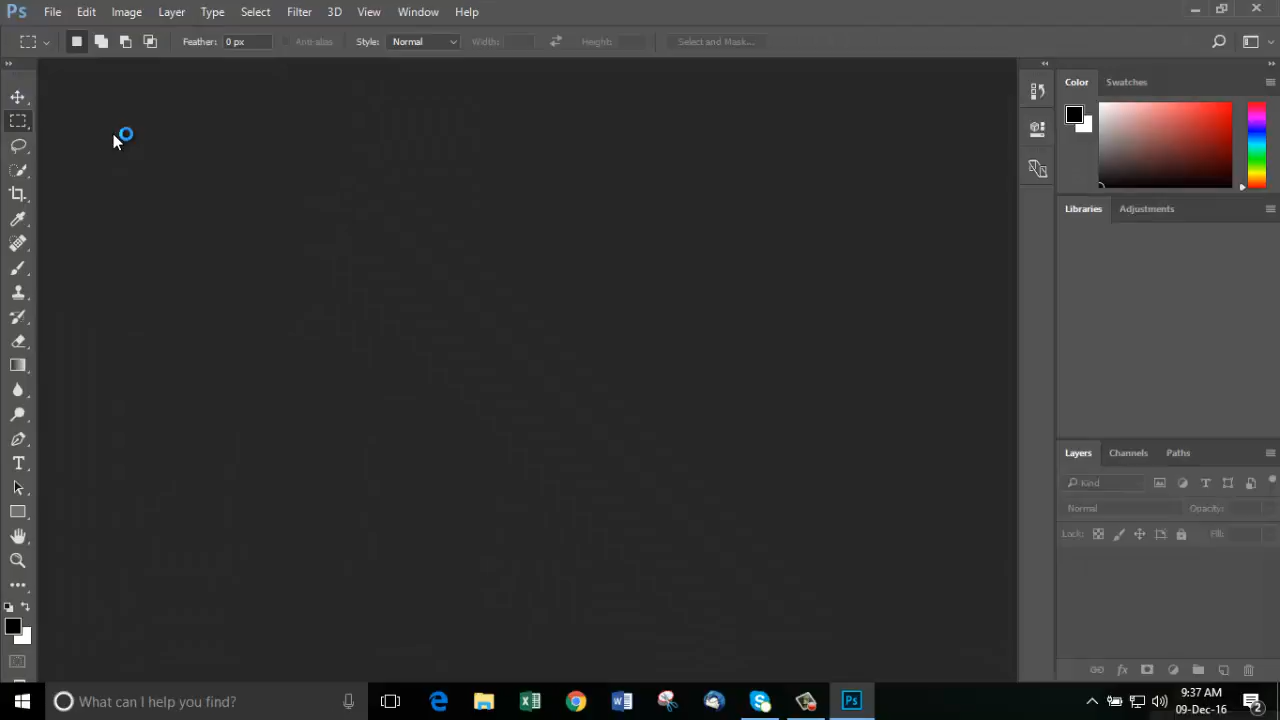 Ps File Edit Image Layer Type Select Filter 3D View Window Help
Feather: 0 px Anti-alias Style: Normal Width: Height: Select and Mask...
Color Swatches
Libraries Adjustments
Layers Channels Paths
Kind
Normal Opacity:
Lock: Fill:
What can I help you find? Ps 9:37 AM
09-Dec-16 2